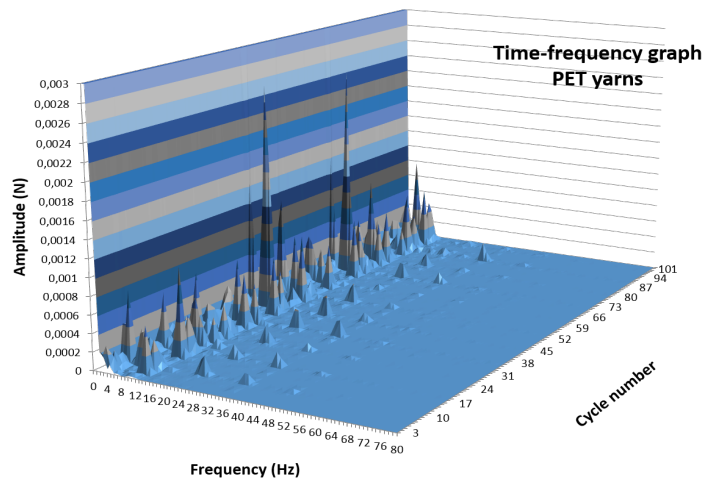 Time-frequency graph
PET yarns
Amplitude (N)
0,003
0,0028
0,0026
0,0024
0,0022
0,002
0,0018
0,0016
0,0014
0,0012
0,001
0,0008
0,0006
0,0004
0,0002
0
0 4 8 12 16 20 24 28 32 36 40 44 48 52 56 60 64 68 72 76 80
Frequency (Hz)
3 10 17 24 31 38 45 52 59 66 73 80 87 94 101
Cycle number